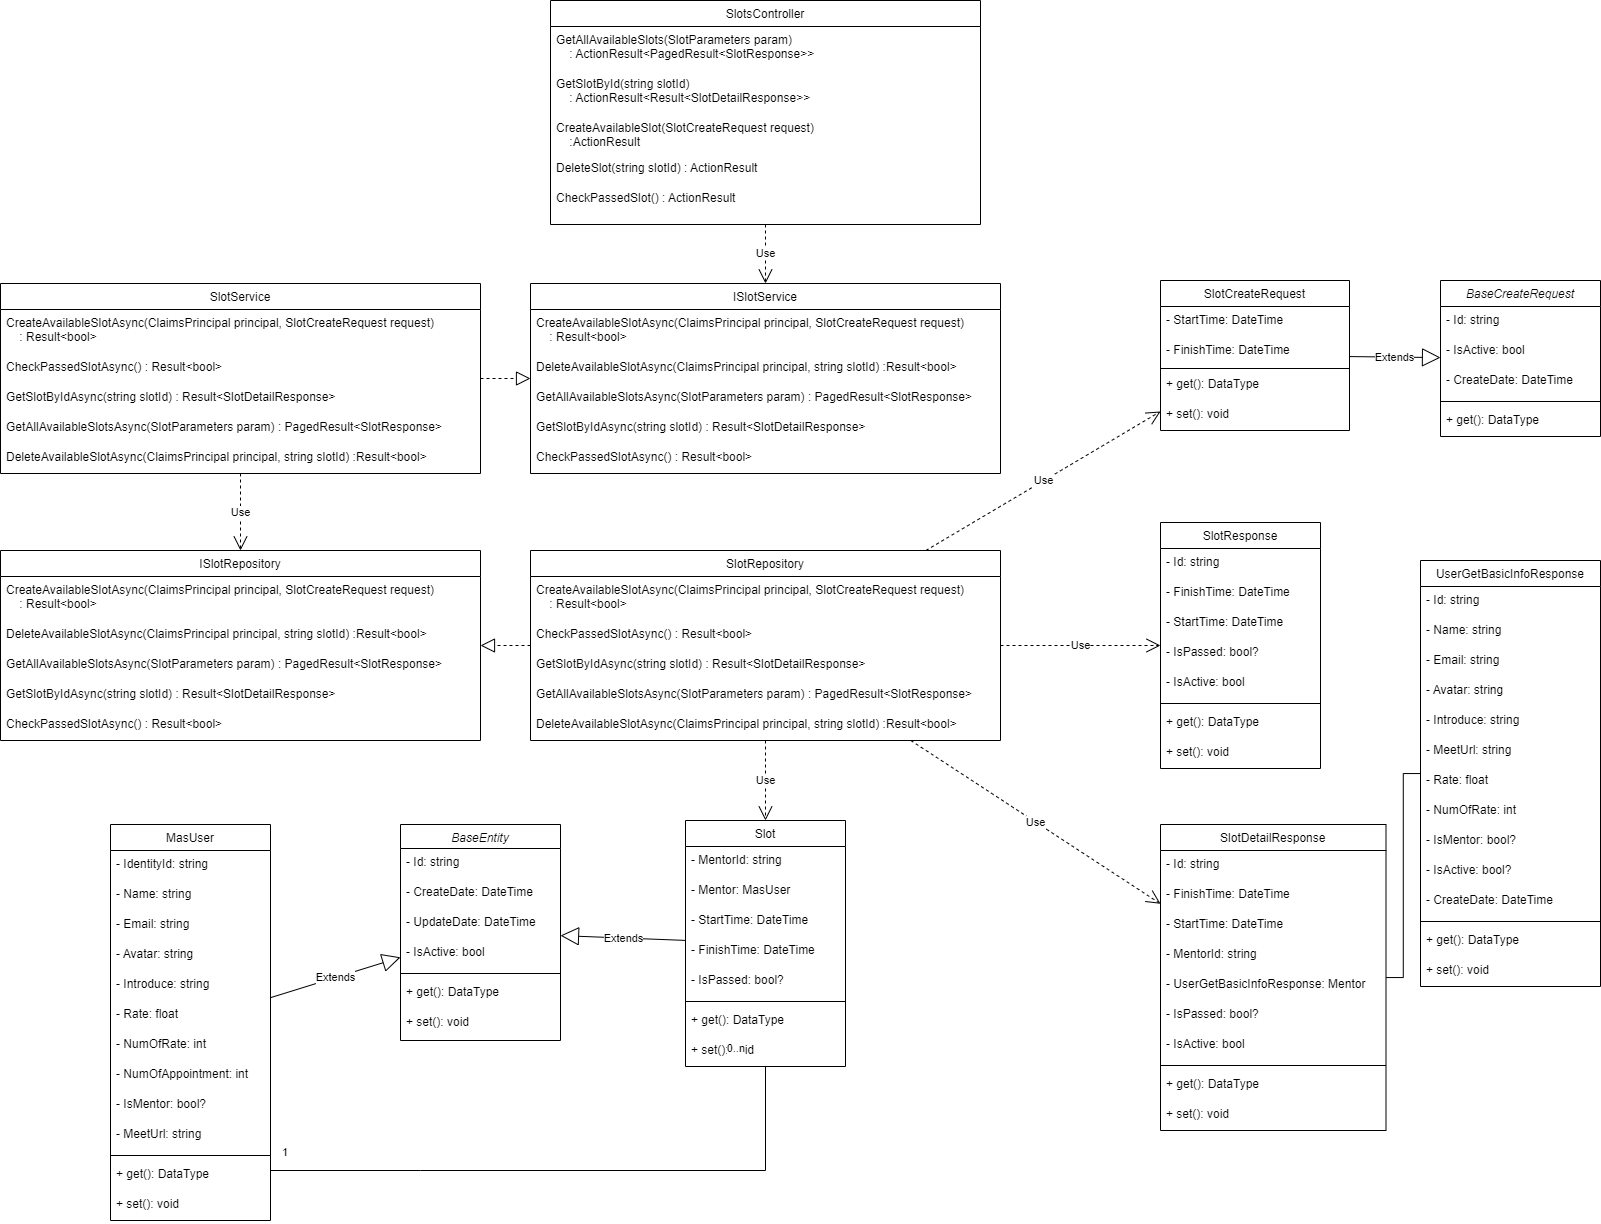 SlotsController
GetAllAvailableSlots(SlotParameters param)
: ActionResult<PagedResult<SlotResponse>>
GetSlotById(string slotId)
: ActionResult<Result<SlotDetailResponse>>
CreateAvailableSlot(SlotCreateRequest request)
:ActionResult
DeleteSlot(string slotId) : ActionResult
CheckPassedSlot() : ActionResult
Use
SlotService
CreateAvailableSlotAsync(ClaimsPrincipal principal, SlotCreateRequest request)
: Result<bool>
CheckPassedSlotAsync() : Result<bool>
GetSlotByIdAsync(string slotId) : Result<SlotDetailResponse>
GetAllAvailableSlotsAsync(SlotParameters param) : PagedResult<SlotResponse>
DeleteAvailableSlotAsync(ClaimsPrincipal principal, string slotId) :Result<bool>
ISlotService
CreateAvailableSlotAsync(ClaimsPrincipal principal, SlotCreateRequest request)
: Result<bool>
DeleteAvailableSlotAsync(ClaimsPrincipal principal, string slotId) :Result<bool>
GetAllAvailableSlotsAsync(SlotParameters param) : PagedResult<SlotResponse>
GetSlotByIdAsync(string slotId) : Result<SlotDetailResponse>
CheckPassedSlotAsync() : Result<bool>
SlotCreateRequest
- StartTime: DateTime
- FinishTime: DateTime
+ get(): DataType
+ set(): void
Extends
BaseCreateRequest
- Id: string
- IsActive: bool
- CreateDate: DateTime
+ get(): DataType
Use
Use
ISlotRepository
CreateAvailableSlotAsync(ClaimsPrincipal principal, SlotCreateRequest request)
: Result<bool>
DeleteAvailableSlotAsync(ClaimsPrincipal principal, string slotId) :Result<bool>
GetAllAvailableSlotsAsync(SlotParameters param) : PagedResult<SlotResponse>
GetSlotByIdAsync(string slotId) : Result<SlotDetailResponse>
CheckPassedSlotAsync() : Result<bool>
SlotRepository
CreateAvailableSlotAsync(ClaimsPrincipal principal, SlotCreateRequest request)
: Result<bool>
CheckPassedSlotAsync() : Result<bool>
GetSlotByIdAsync(string slotId) : Result<SlotDetailResponse>
GetAllAvailableSlotsAsync(SlotParameters param) : PagedResult<SlotResponse>
DeleteAvailableSlotAsync(ClaimsPrincipal principal, string slotId) :Result<bool>
Use
SlotResponse
- Id: string
- FinishTime: DateTime
- StartTime: DateTime
- IsPassed: bool?
- IsActive: bool
+ get(): DataType
+ set(): void
UserGetBasicInfoResponse
- Id: string
- Name: string
- Email: string
- Avatar: string
- Introduce: string
- MeetUrl: string
- Rate: float
- NumOfRate: int
- IsMentor: bool?
- IsActive: bool?
- CreateDate: DateTime
+ get(): DataType
+ set(): void
Use
Use
MasUser
- IdentityId: string
- Name: string
- Email: string
- Avatar: string
- Introduce: string
- Rate: float
- NumOfRate: int
- NumOfAppointment: int
- IsMentor: bool?
- MeetUrl: string
+ get(): DataType
+ set(): void
Extends
BaseEntity
- Id: string
- CreateDate: DateTime
- UpdateDate: DateTime
- IsActive: bool
+ get(): DataType
+ set(): void
Extends
Slot
- MentorId: string
- Mentor: MasUser
- StartTime: DateTime
- FinishTime: DateTime
- IsPassed: bool?
+ get(): DataType
+ set():
0..n
1
SlotDetailResponse
- Id: string
- FinishTime: DateTime
- StartTime: DateTime
- MentorId: string
- UserGetBasicInfoResponse: Mentor
- IsPassed: bool?
- IsActive: bool
+ get(): DataType
+ set(): void